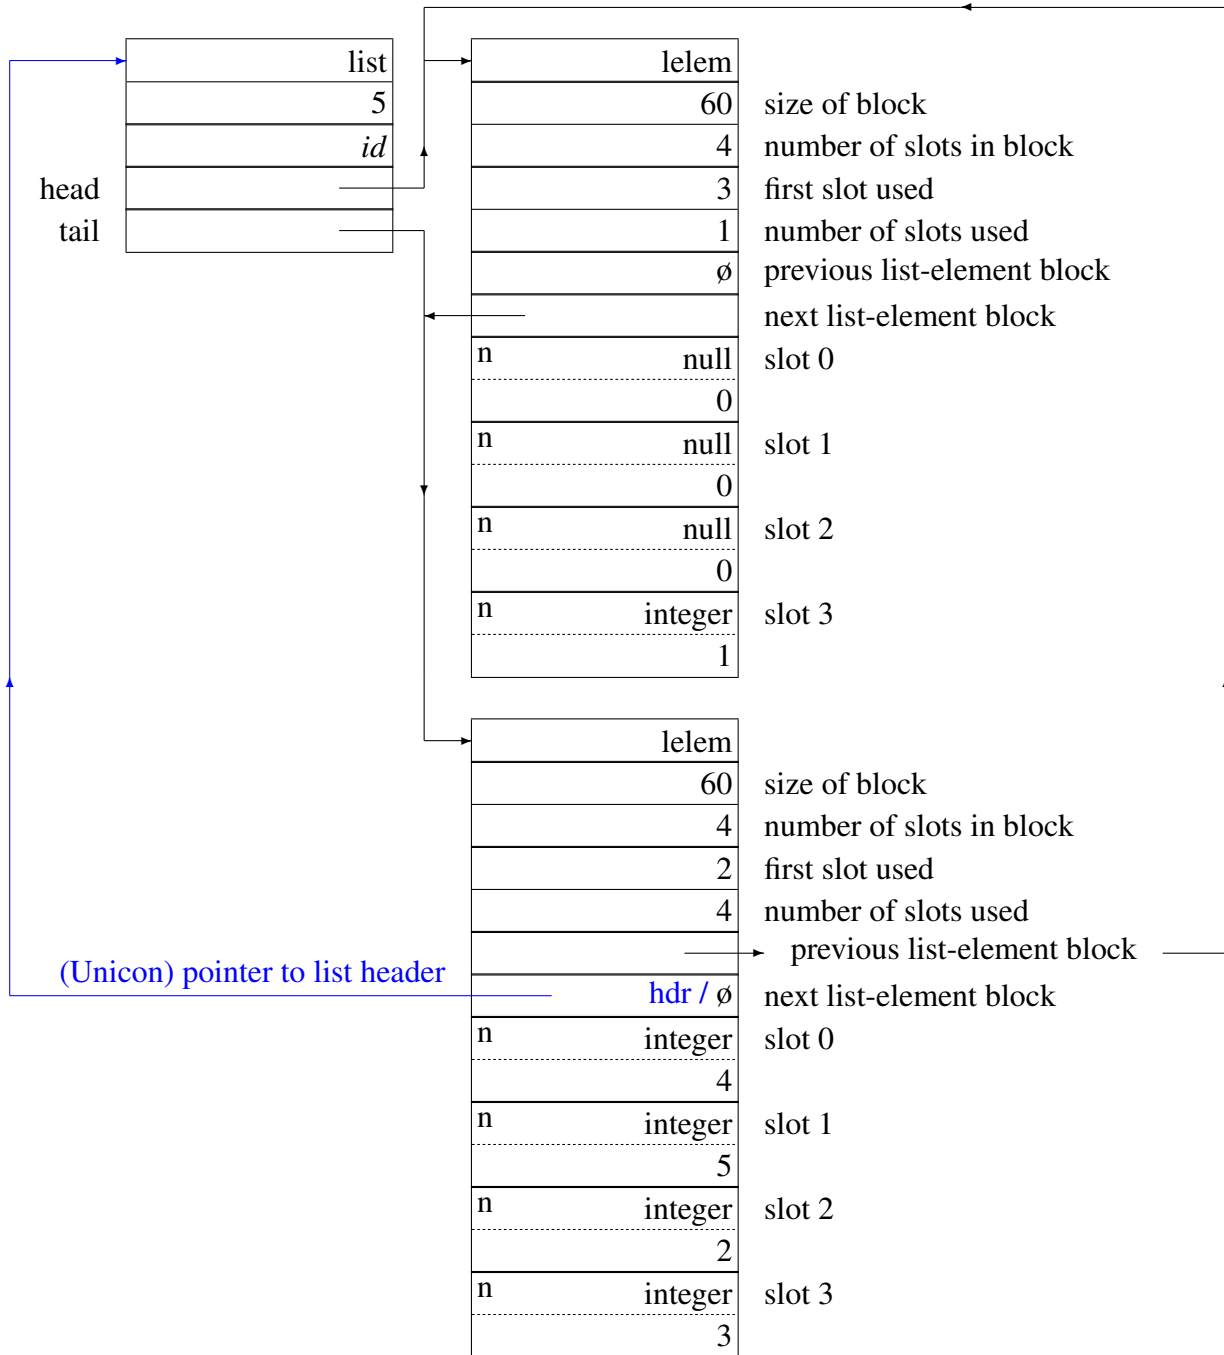 list
5
id
head
tail
lelem
60 size of block
4 number of slots in block
3 first slot used
1 number of slots used
ø previous list-element block
next list-element block
n null slot 0
0
n null slot 1
0
n null slot 2
0
n integer slot 3
1
lelem
60 size of block
4 number of slots in block
2 first slot used
4 number of slots used
previous list-element block
(Unicon) pointer to list header
hdr / ø next list-element block
n integer slot 0
4
n integer slot 1
5
n integer slot 2
2
n integer slot 3
3